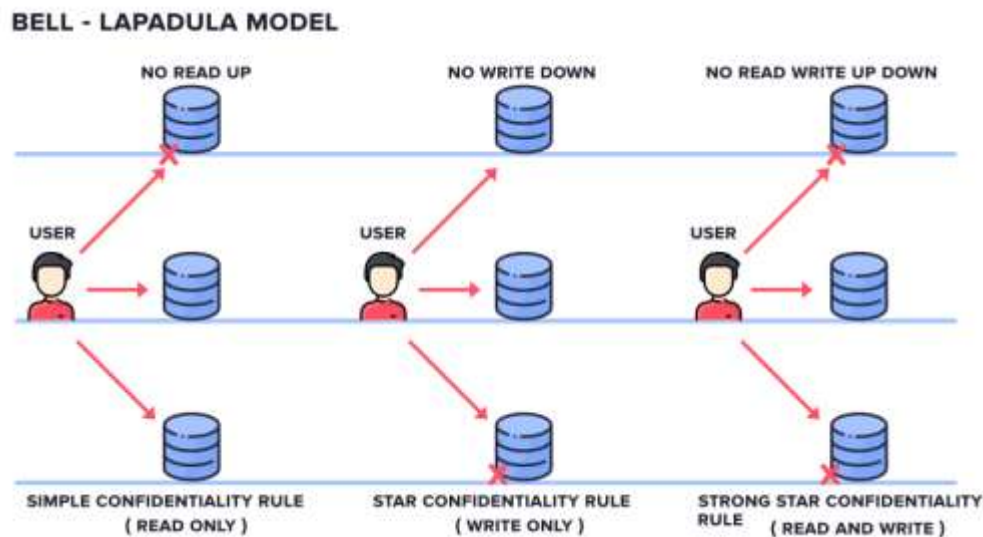 BELL - LAPADULA MODEL
NO READ UP
NO WRITE DOWN
NO READ WRITE UP DOWN
USER
USER
USER
SIMPLE CONFIDENTIALITY RULE
( READ ONLY )
STAR CONFIDENTIALITY RULE
( WRITE ONLY )
STRONG STAR CONFIDENTIALITY
RULE ( READ AND WRITE )